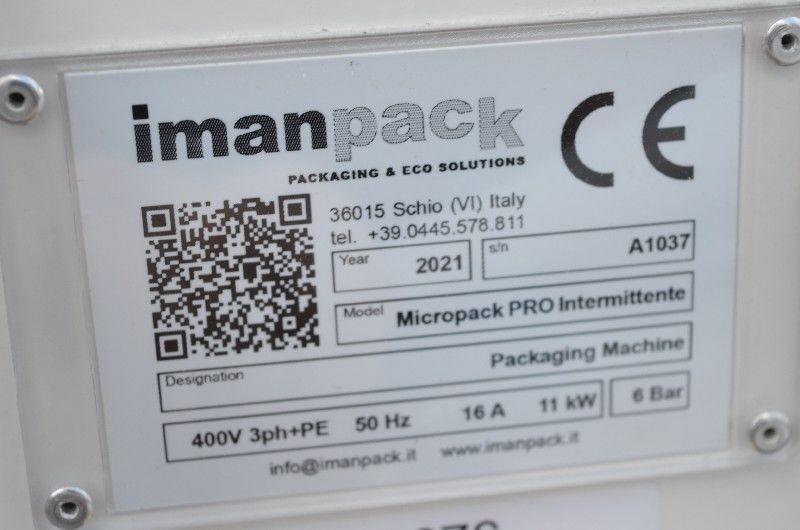 imanpack
PACKAGING & ECO SOLUTIONS
CE
36015 Schio (VI) Italy
tel. +39.0445.578.811
Year 2021 s/n A1037
Model Micropack PRO Intermittente
Designation Packaging Machine
400V 3ph+PE 50 Hz 16 A 11 kW 6 Bar
info@imanpack.it www.imanpack.it